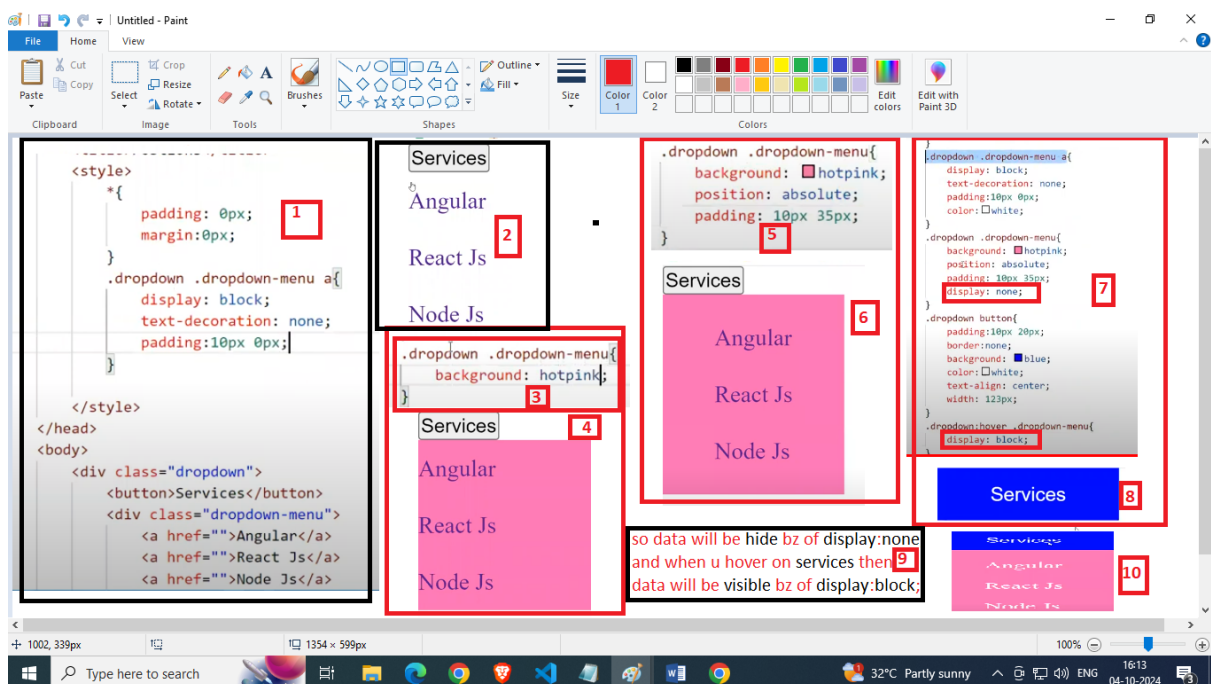 Untitled - Paint
File Home View
Paste
Cut
Copy
Clipboard
Select
Crop
Resize
Rotate
Image
Tools
Brushes
Shapes
Outline
Fill
Size
Color 1
Color 2
Colors
Edit colors
Edit with Paint 3D
<style>
*{
padding: 0px;
margin:0px;
}
.dropdown .dropdown-menu a{
display: block;
text-decoration: none;
padding:10px 0px;
}
</style>
</head>
<body>
<div class="dropdown">
<button>Services</button>
<div class="dropdown-menu">
<a href="">Angular</a>
<a href="">React Js</a>
<a href="">Node Js</a>
1
Services
Angular
React Js
Node Js
2
.dropdown .dropdown-menu{
background: hotpink;
}
3
Services
4
Angular
React Js
Node Js
.dropdown .dropdown-menu{
background: hotpink;
position: absolute;
padding: 10px 35px;
}
5
Services
6
Angular
React Js
Node Js
}
.dropdown .dropdown-menu a{
display: block;
text-decoration: none;
padding:10px 0px;
color: white;
}
.dropdown .dropdown-menu{
background: hotpink;
position: absolute;
padding: 10px 35px;
display: none;
}
.dropdown button{
padding:10px 20px;
border:none;
background: blue;
color: white;
text-align: center;
width: 123px;
}
.dropdown:hover .dropdown-menu{
display: block;
}
7
Services
8
so data will be hide bz of display:none
and when u hover on services then
data will be visible bz of display:block;
9
Services
Angular
React Js
Node Js
10
1002, 339px
1354 × 599px
100%
Type here to search
32°C Partly sunny
ENG
16:13
04-10-2024
3